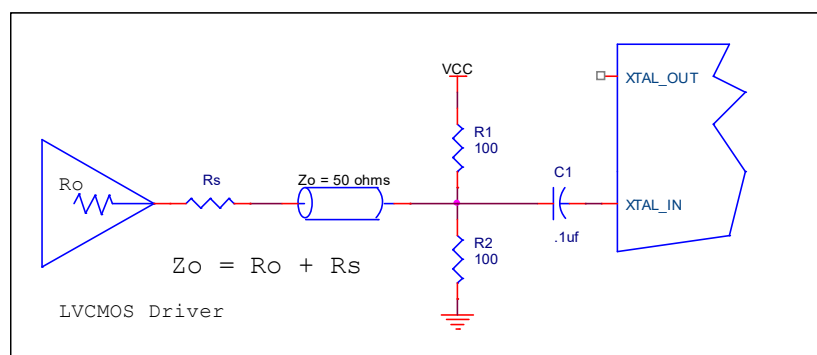 VCC
XTAL_OUT
R1
100
C1
Ro
Rs
Zo = 50 ohms
XTAL_IN
.1uf
R2
100
Zo = Ro + Rs
LVCMOS Driver